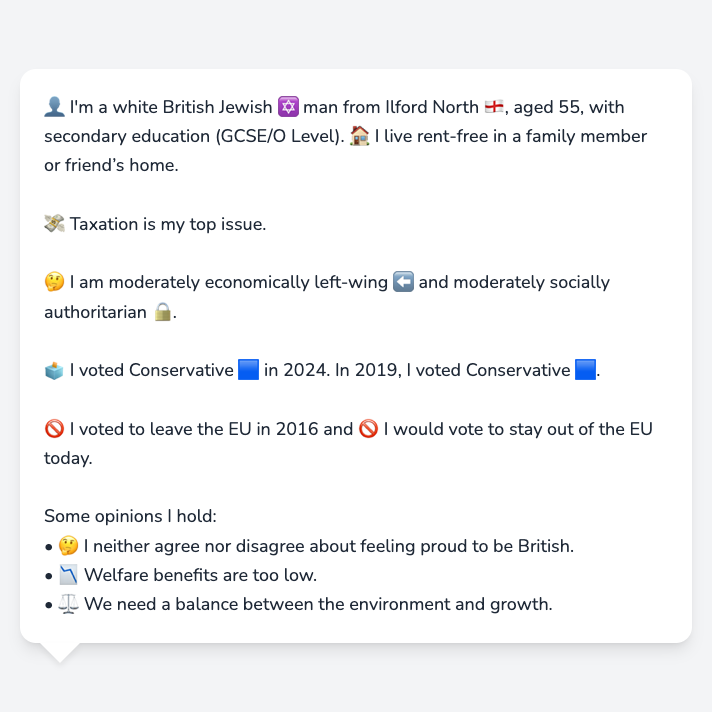 👤 I'm a white British Jewish ✡️ man from Ilford North 🏴󠁧󠁢󠁥󠁮󠁧󠁿, aged 55, with
secondary education (GCSE/O Level). 🏠 I live rent-free in a family member
or friend’s home.
💸 Taxation is my top issue.
🤔 I am moderately economically left-wing ⬅️ and moderately socially
authoritarian 🔒.
🗳️ I voted Conservative 🟦 in 2024. In 2019, I voted Conservative 🟦.
🚫 I voted to leave the EU in 2016 and 🚫 I would vote to stay out of the EU
today.
Some opinions I hold:
• 🤔 I neither agree nor disagree about feeling proud to be British.
• 📉 Welfare benefits are too low.
• ⚖️ We need a balance between the environment and growth.